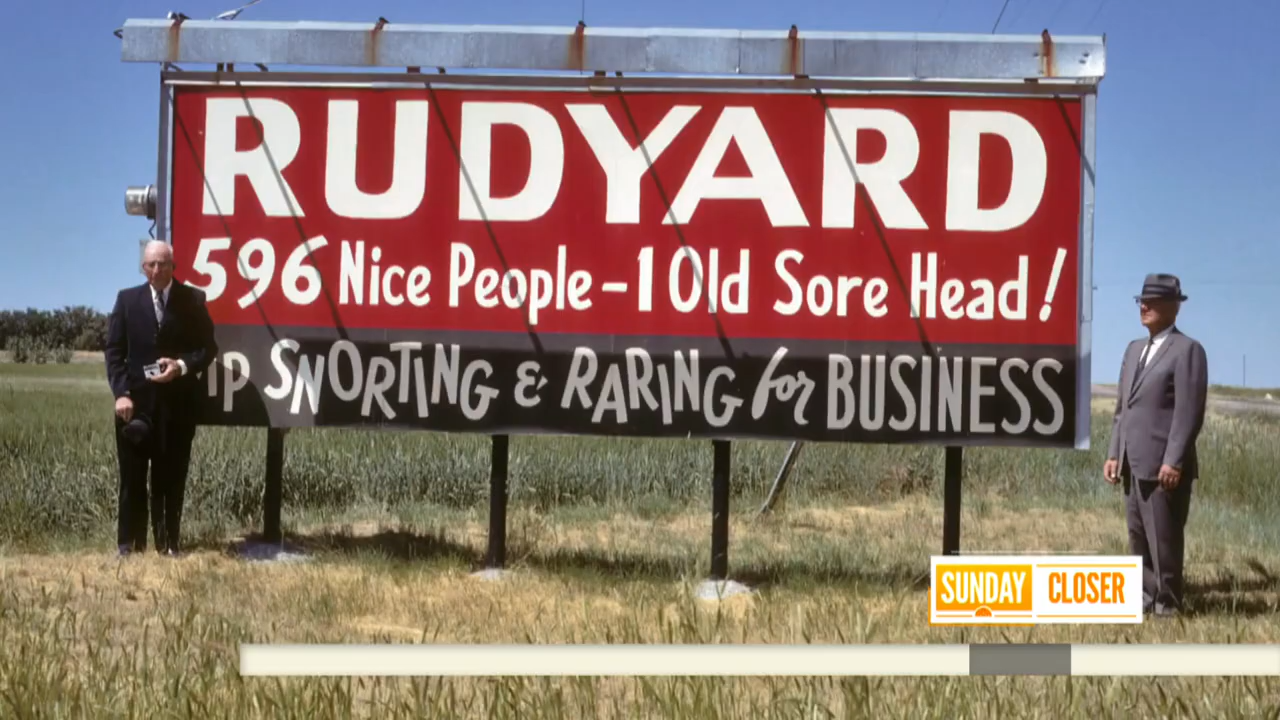 RUDYARD
596 Nice People-1 Old Sore Head!
SNORTING & RARING for BUSINESS
SUNDAY CLOSER